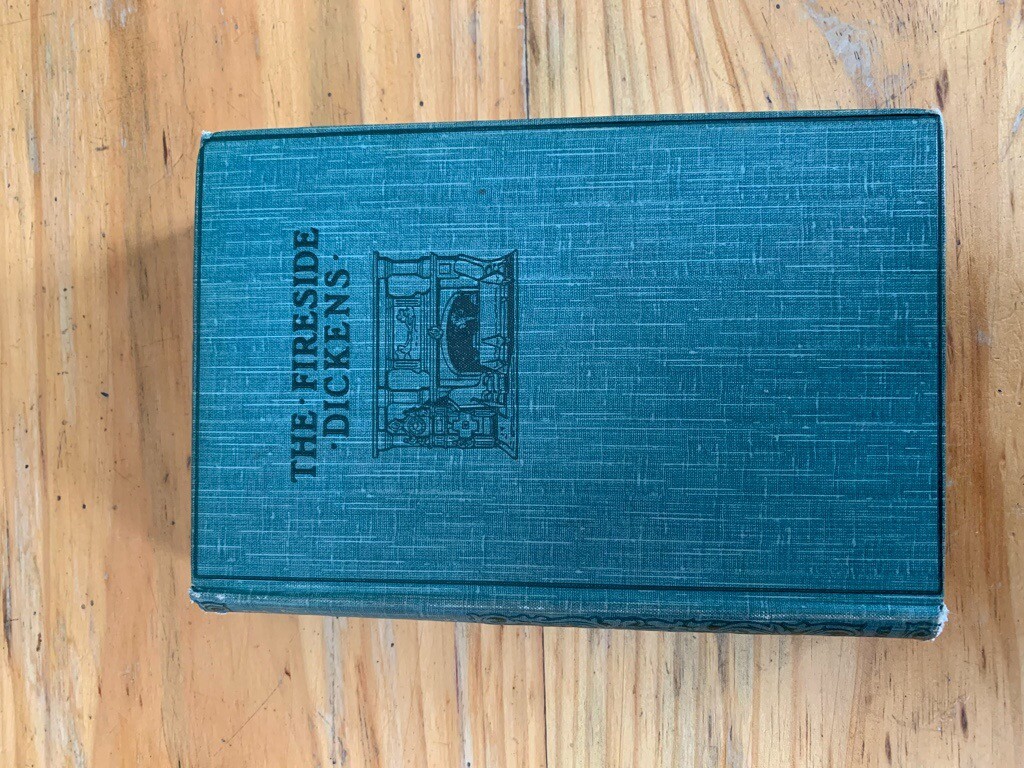 THE · FIRESIDE
· DICKENS ·